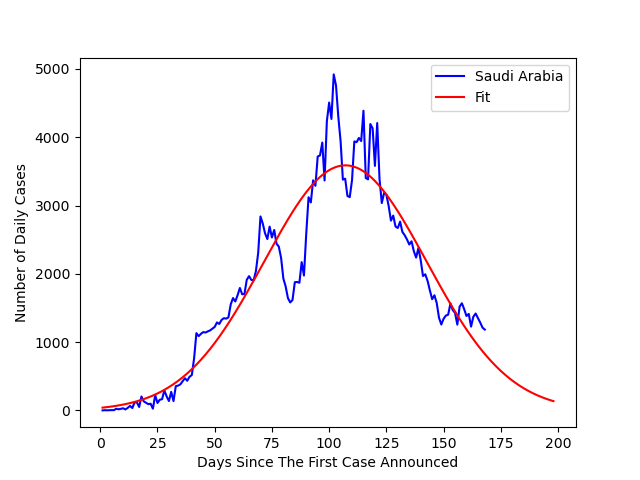 Saudi Arabia
Fit
5000
4000
3000
2000
1000
0
Number of Daily Cases
0 25 50 75 100 125 150 175 200
Days Since The First Case Announced